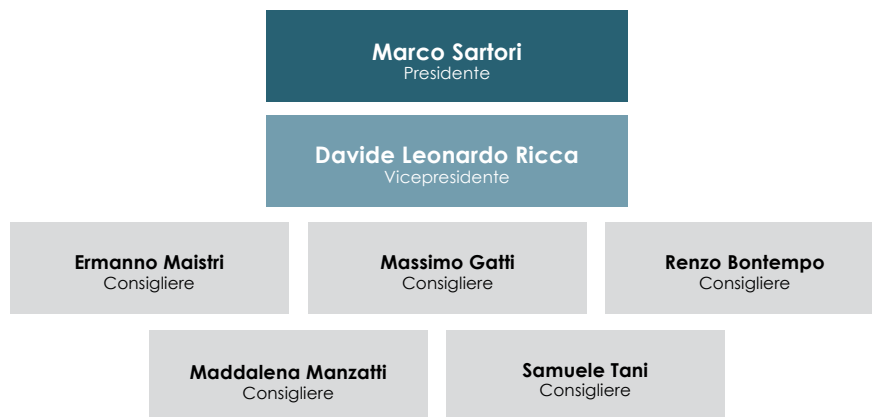 Marco Sartori
Presidente
Davide Leonardo Ricca
Vicepresidente
Ermanno Maistri
Consigliere
Massimo Gatti
Consigliere
Renzo Bontempo
Consigliere
Maddalena Manzatti
Consigliere
Samuele Tani
Consigliere